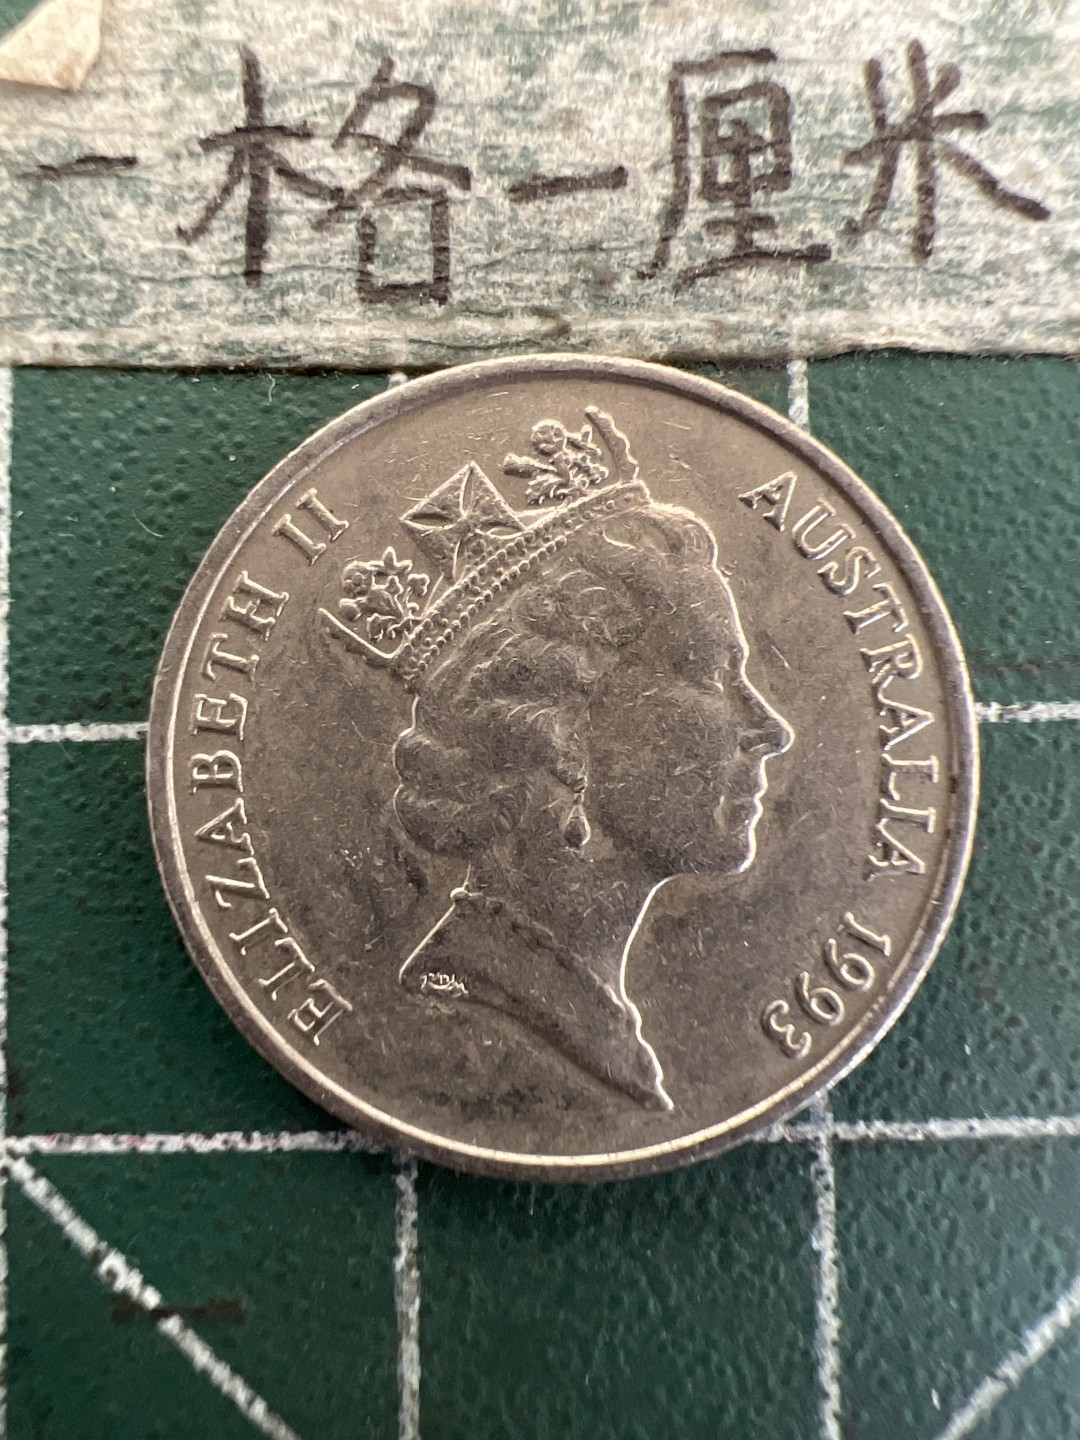 一格一厘米
ELIZABETH II
AUSTRALIA 1993
RDM